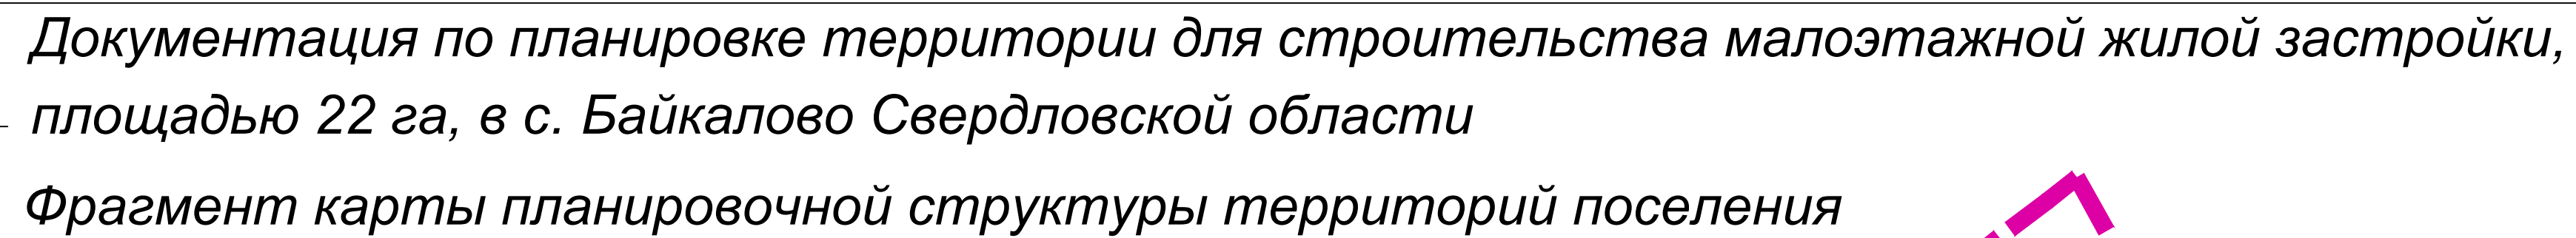 Документация по планировке территории для строительства малоэтажной жилой застройки,
площадью 22 га, в с. Байкалово Свердловской области
Фрагмент карты планировочной структуры территорий поселения